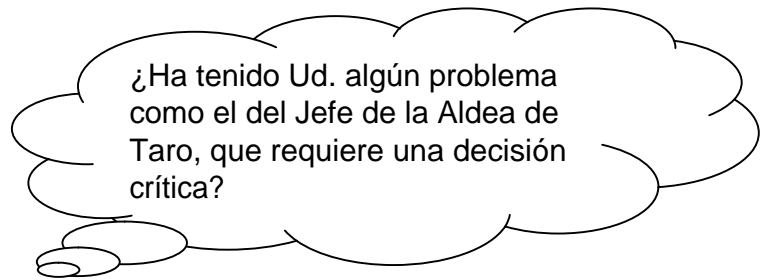 ¿Ha tenido Ud. algún problema
como el del Jefe de la Aldea de
Taro, que requiere una decisión
crítica?